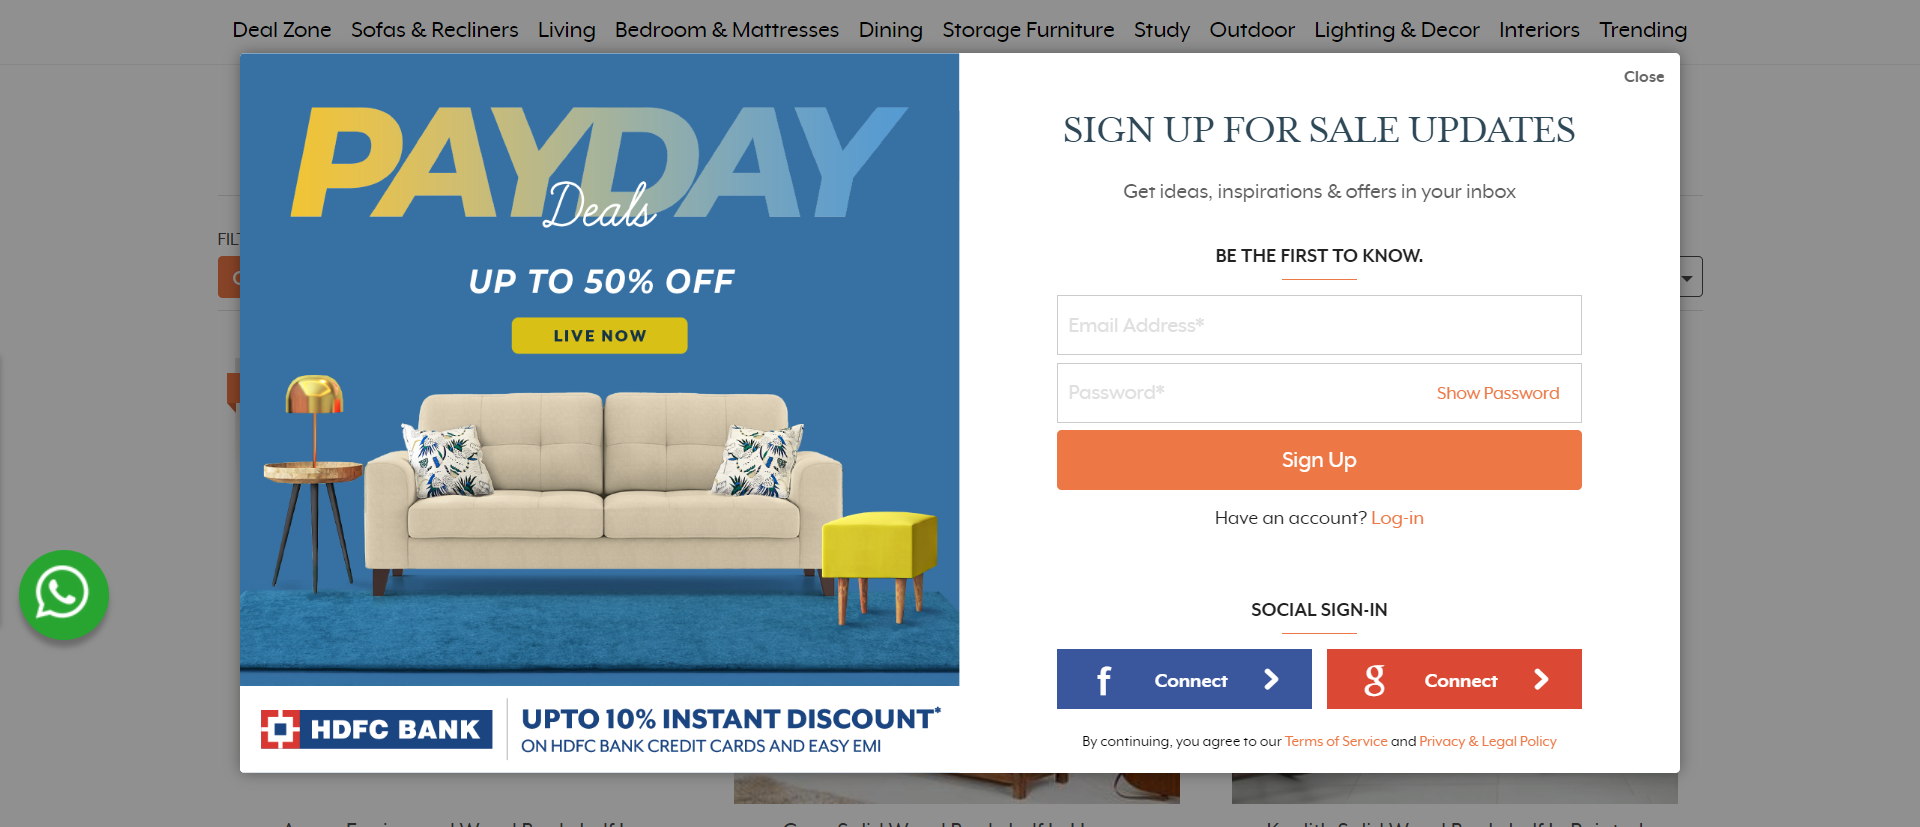 Deal Zone Sofas & Recliners Living Bedroom & Mattresses Dining Storage Furniture Study Outdoor Lighting & Decor Interiors Trending
Close
PAYDAY
Deals
UP TO 50% OFF
LIVE NOW
HDFC BANK
UPTO 10% INSTANT DISCOUNT*
ON HDFC BANK CREDIT CARDS AND EASY EMI
SIGN UP FOR SALE UPDATES
Get ideas, inspirations & offers in your inbox
BE THE FIRST TO KNOW.
Email Address*
Password* Show Password
Sign Up
Have an account? Log-in
SOCIAL SIGN-IN
f Connect
g Connect
By continuing, you agree to our Terms of Service and Privacy & Legal Policy